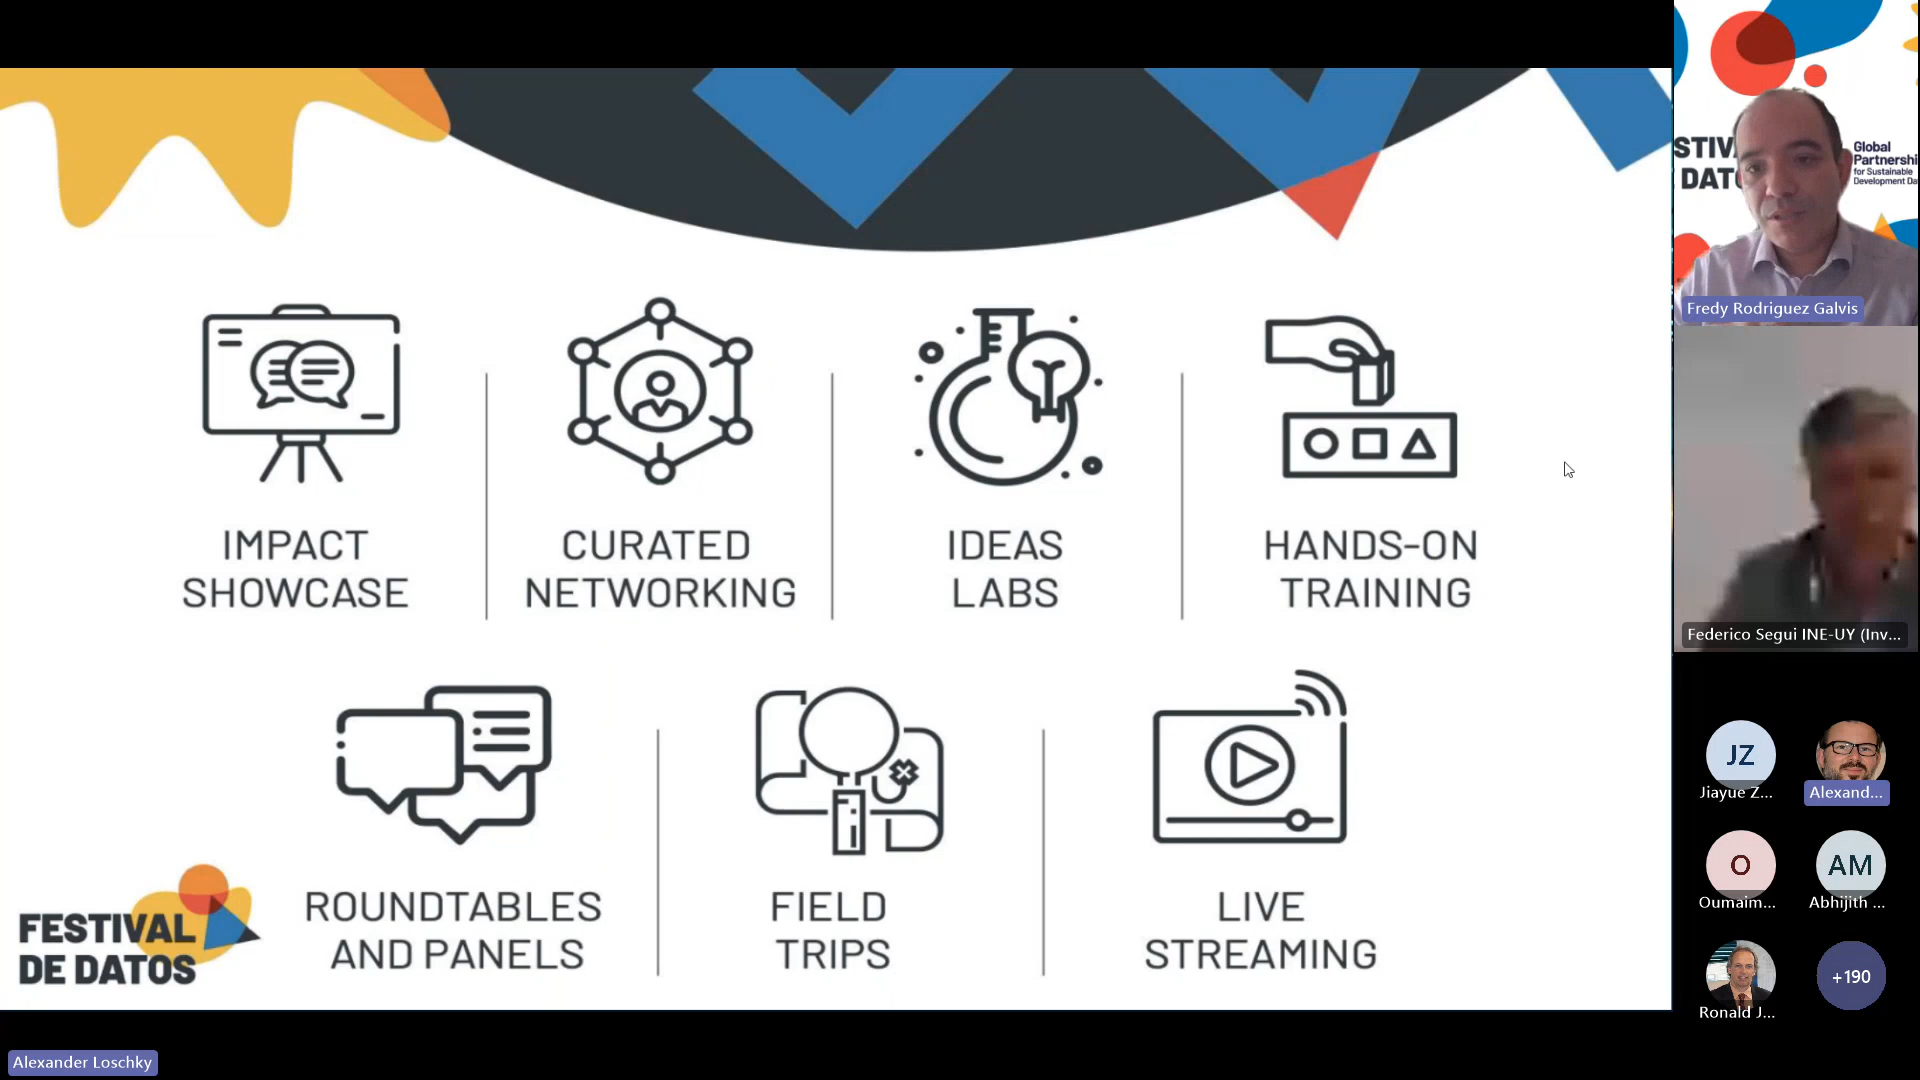 IMPACT
SHOWCASE
CURATED
NETWORKING
IDEAS
LABS
HANDS-ON
TRAINING
ROUNDTABLES
AND PANELS
FIELD
TRIPS
LIVE
STREAMING
FESTIVAL
DE DATOS
Alexander Loschky
STIV
DAT
Global
Partnershi
for Sustainable
Development Da
Fredy Rodriguez Galvis
Federico Segui INE-UY (Inv...
JZ
Jiayue Z...
Alexand...
O
Oumaim...
AM
Abhijith ...
Ronald J...
+190